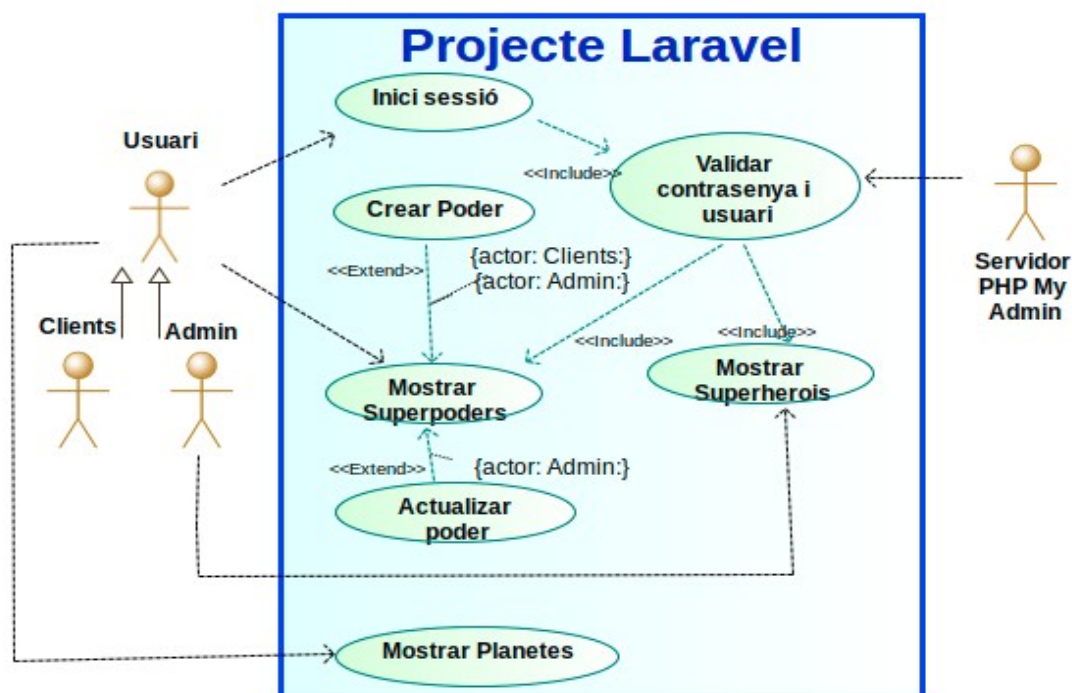 Projecte Laravel
Inici sessió
Usuari
<<Include>>
Validar
contrasenya i
usuari
Crear Poder
<<Extend>>
{actor: Clients:}
{actor: Admin:}
Servidor
PHP My
Admin
Clients
Admin
<<Include>>
<<Include>>
Mostrar
Superpoders
Mostrar
Superherois
<<Extend>>
{actor: Admin:}
Actualizar
poder
Mostrar Planetes